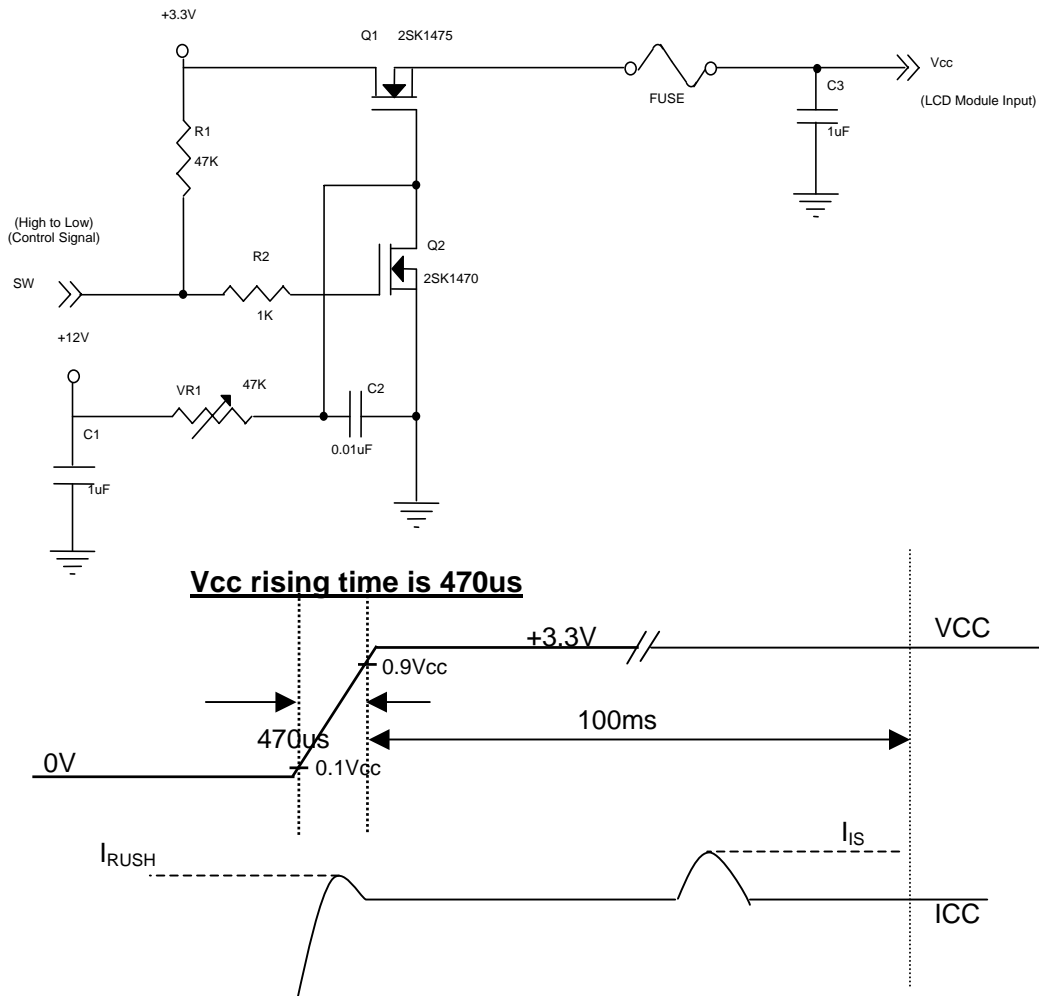 +3.3V
Q1 2SK1475
Vcc
FUSE
C3
(LCD Module Input)
R1
1uF
47K
(High to Low)
(Control Signal)
Q2
R2
SW
2SK1470
1K
+12V
VR1
47K
C2
C1
0.01uF
1uF
Vcc rising time is 470us
+3.3V
VCC
0.9Vcc
100ms
470us
0V
0.1Vcc
IIS
IRUSH
ICC